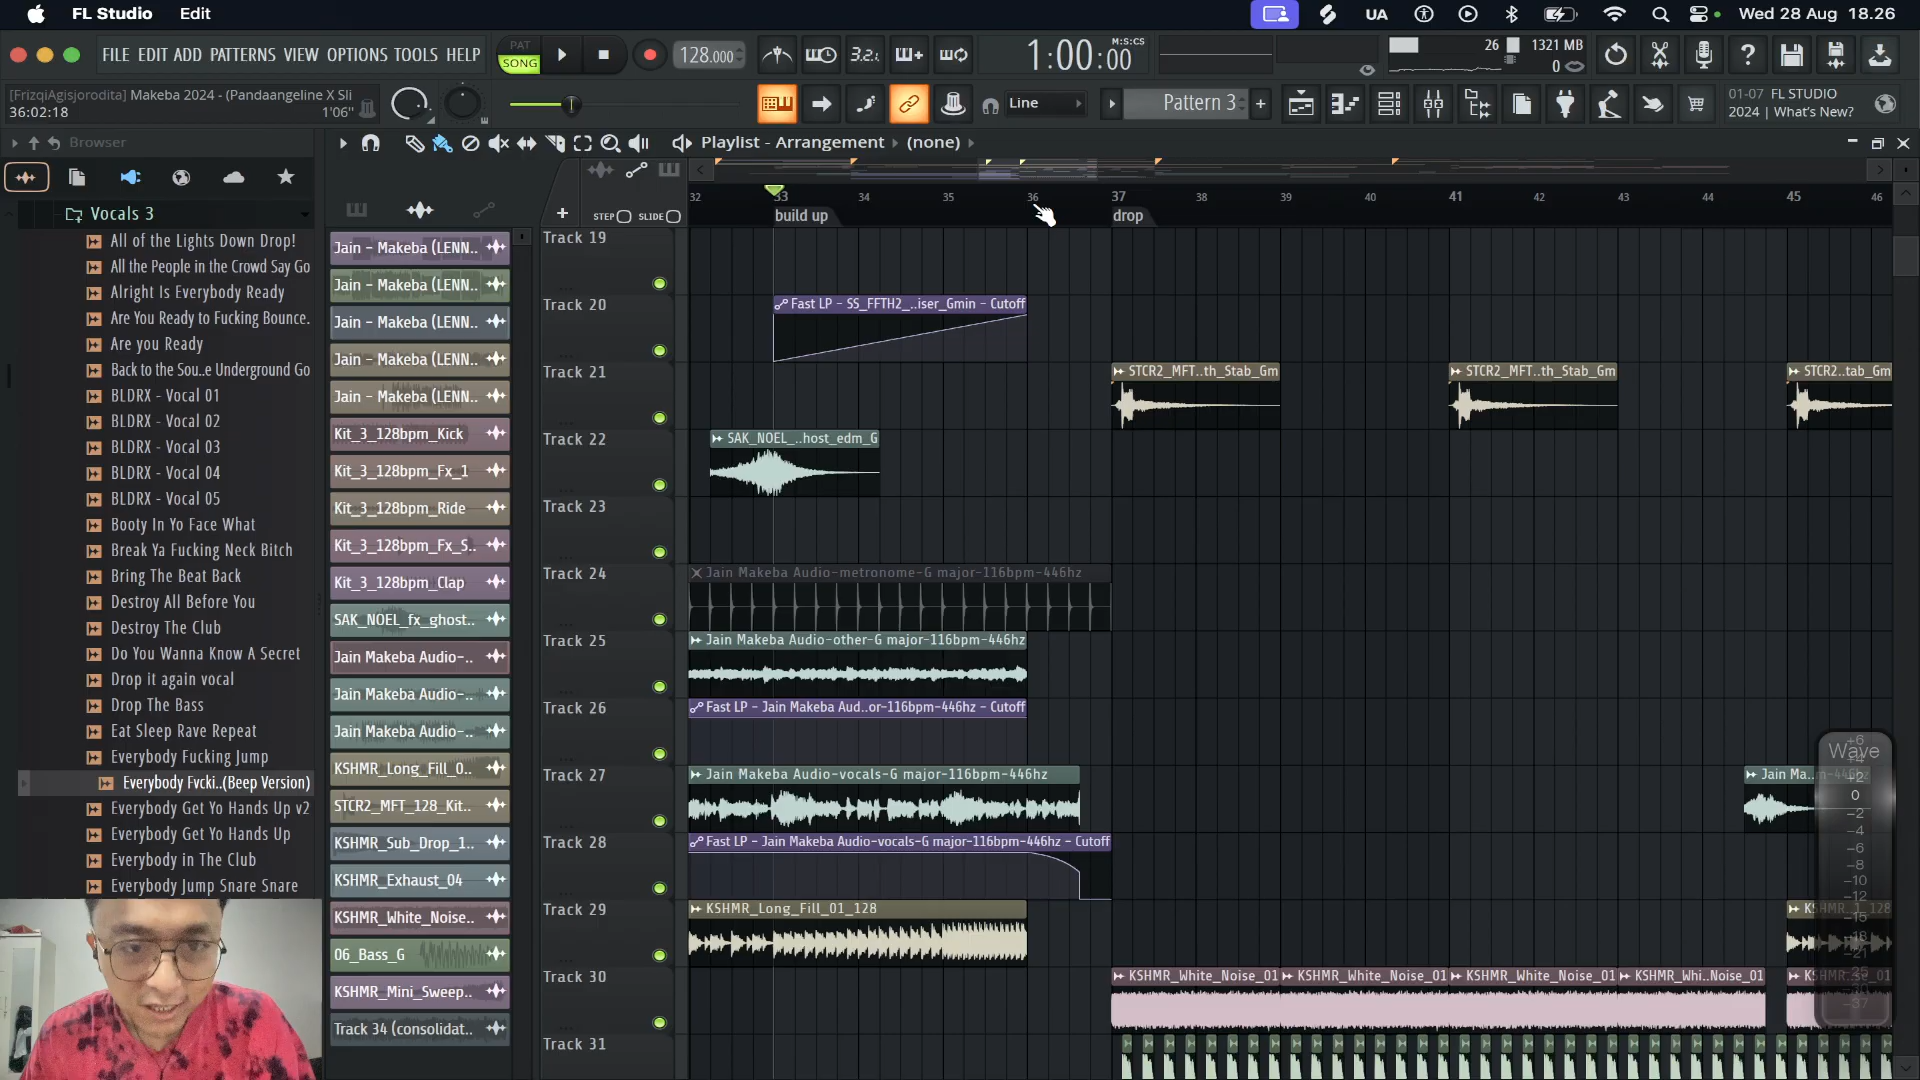 FL Studio Edit UA Wed 28 Aug 18.26
FILE EDIT ADD PATTERNS VIEW OPTIONS TOOLS HELP PAT SONG 128.000 3.2. 1:00:00 M:S:CS 26 1321 MB 0
[FrizqiAgisjorodita] Makeba 2024 - (Pandaangeline X Sli
36:02:18 1'06" Line Pattern 3 + 01-07 FL STUDIO
2024 | What's New?
Browser Playlist - Arrangement (none)
STEP SLIDE 32 33 34 35 36 37 38 39 40 41 42 43 44 45 46
build up drop
Vocals 3
All of the Lights Down Drop!
All the People in the Crowd Say Go
Alright Is Everybody Ready
Are You Ready to Fucking Bounce.
Are you Ready
Back to the Sou..e Underground Go
BLDRX - Vocal 01
BLDRX - Vocal 02
BLDRX - Vocal 03
BLDRX - Vocal 04
BLDRX - Vocal 05
Booty In Yo Face What
Break Ya Fucking Neck Bitch
Bring The Beat Back
Destroy All Before You
Destroy The Club
Do You Wanna Know A Secret
Drop it again vocal
Drop The Bass
Eat Sleep Rave Repeat
Everybody Fucking Jump
Everybody Fvcki..(Beep Version)
Everybody Get Yo Hands Up v2
Everybody Get Yo Hands Up
Everybody in The Club
Everybody Jump Snare Snare
Jain - Makeba (LENN..
Jain - Makeba (LENN..
Jain - Makeba (LENN..
Jain - Makeba (LENN..
Jain - Makeba (LENN..
Kit_3_128bpm_Kick
Kit_3_128bpm_Fx_1
Kit_3_128bpm_Ride
Kit_3_128bpm_Fx_S..
Kit_3_128bpm_Clap
SAK_NOEL_fx_ghost..
Jain Makeba Audio-..
Jain Makeba Audio-..
Jain Makeba Audio-..
KSHMR_Long_Fill_0..
STCR2_MFT_128_Kit..
KSHMR_Sub_Drop_1..
KSHMR_Exhaust_04
KSHMR_White_Noise..
06_Bass_G
KSHMR_Mini_Sweep..
Track 34 (consolidat..
Track 19
Track 20
Fast LP - SS_FFTH2_..iser_Gmin - Cutoff
Track 21
STCR2_MFT..th_Stab_Gm STCR2_MFT..th_Stab_Gm STCR2..tab_Gm
Track 22
SAK_NOEL_..host_edm_G
Track 23
Track 24
Jain Makeba Audio-metronome-G major-116bpm-446hz
Track 25
Jain Makeba Audio-other-G major-116bpm-446hz
Track 26
Fast LP - Jain Makeba Aud..or-116bpm-446hz - Cutoff
Track 27
Jain Makeba Audio-vocals-G major-116bpm-446hz
Track 28
Fast LP - Jain Makeba Audio-vocals-G major-116bpm-446hz - Cutoff
Track 29
KSHMR_Long_Fill_01_128
Track 30
KSHMR_White_Noise_01 KSHMR_White_Noise_01 KSHMR_White_Noise_01 KSHMR_Whi..Noise_01
Track 31
Wave